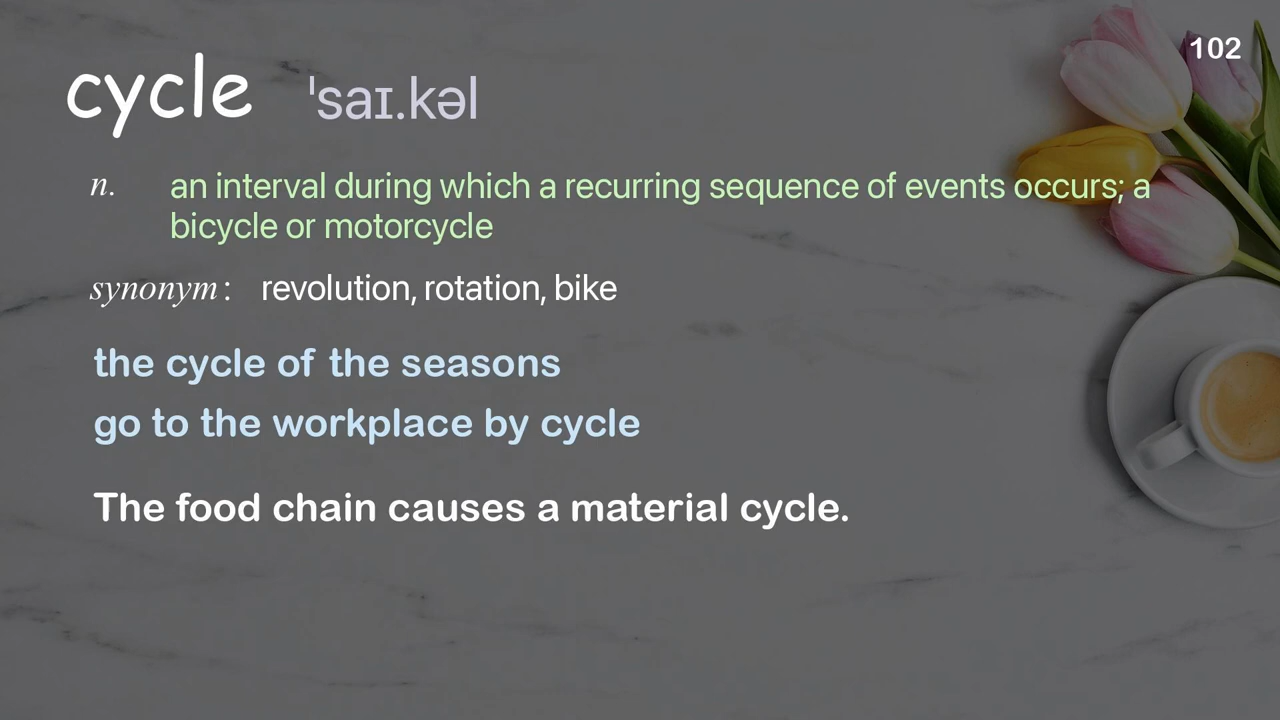 102
cycle ˈsaɪ.kəl
n. an interval during which a recurring sequence of events occurs; a
bicycle or motorcycle
synonym: revolution, rotation, bike
the cycle of the seasons
go to the workplace by cycle
The food chain causes a material cycle.